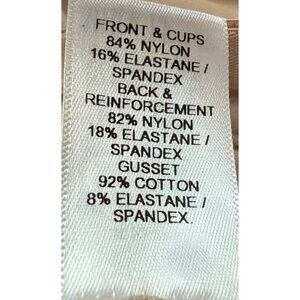 FRONT & CUPS
84% NYLON
16% ELASTANE /
SPANDEX
BACK &
REINFORCEMENT
82% NYLON
18% ELASTANE /
SPANDEX
GUSSET
92% COTTON
8% ELASTANE /
SPANDEX.